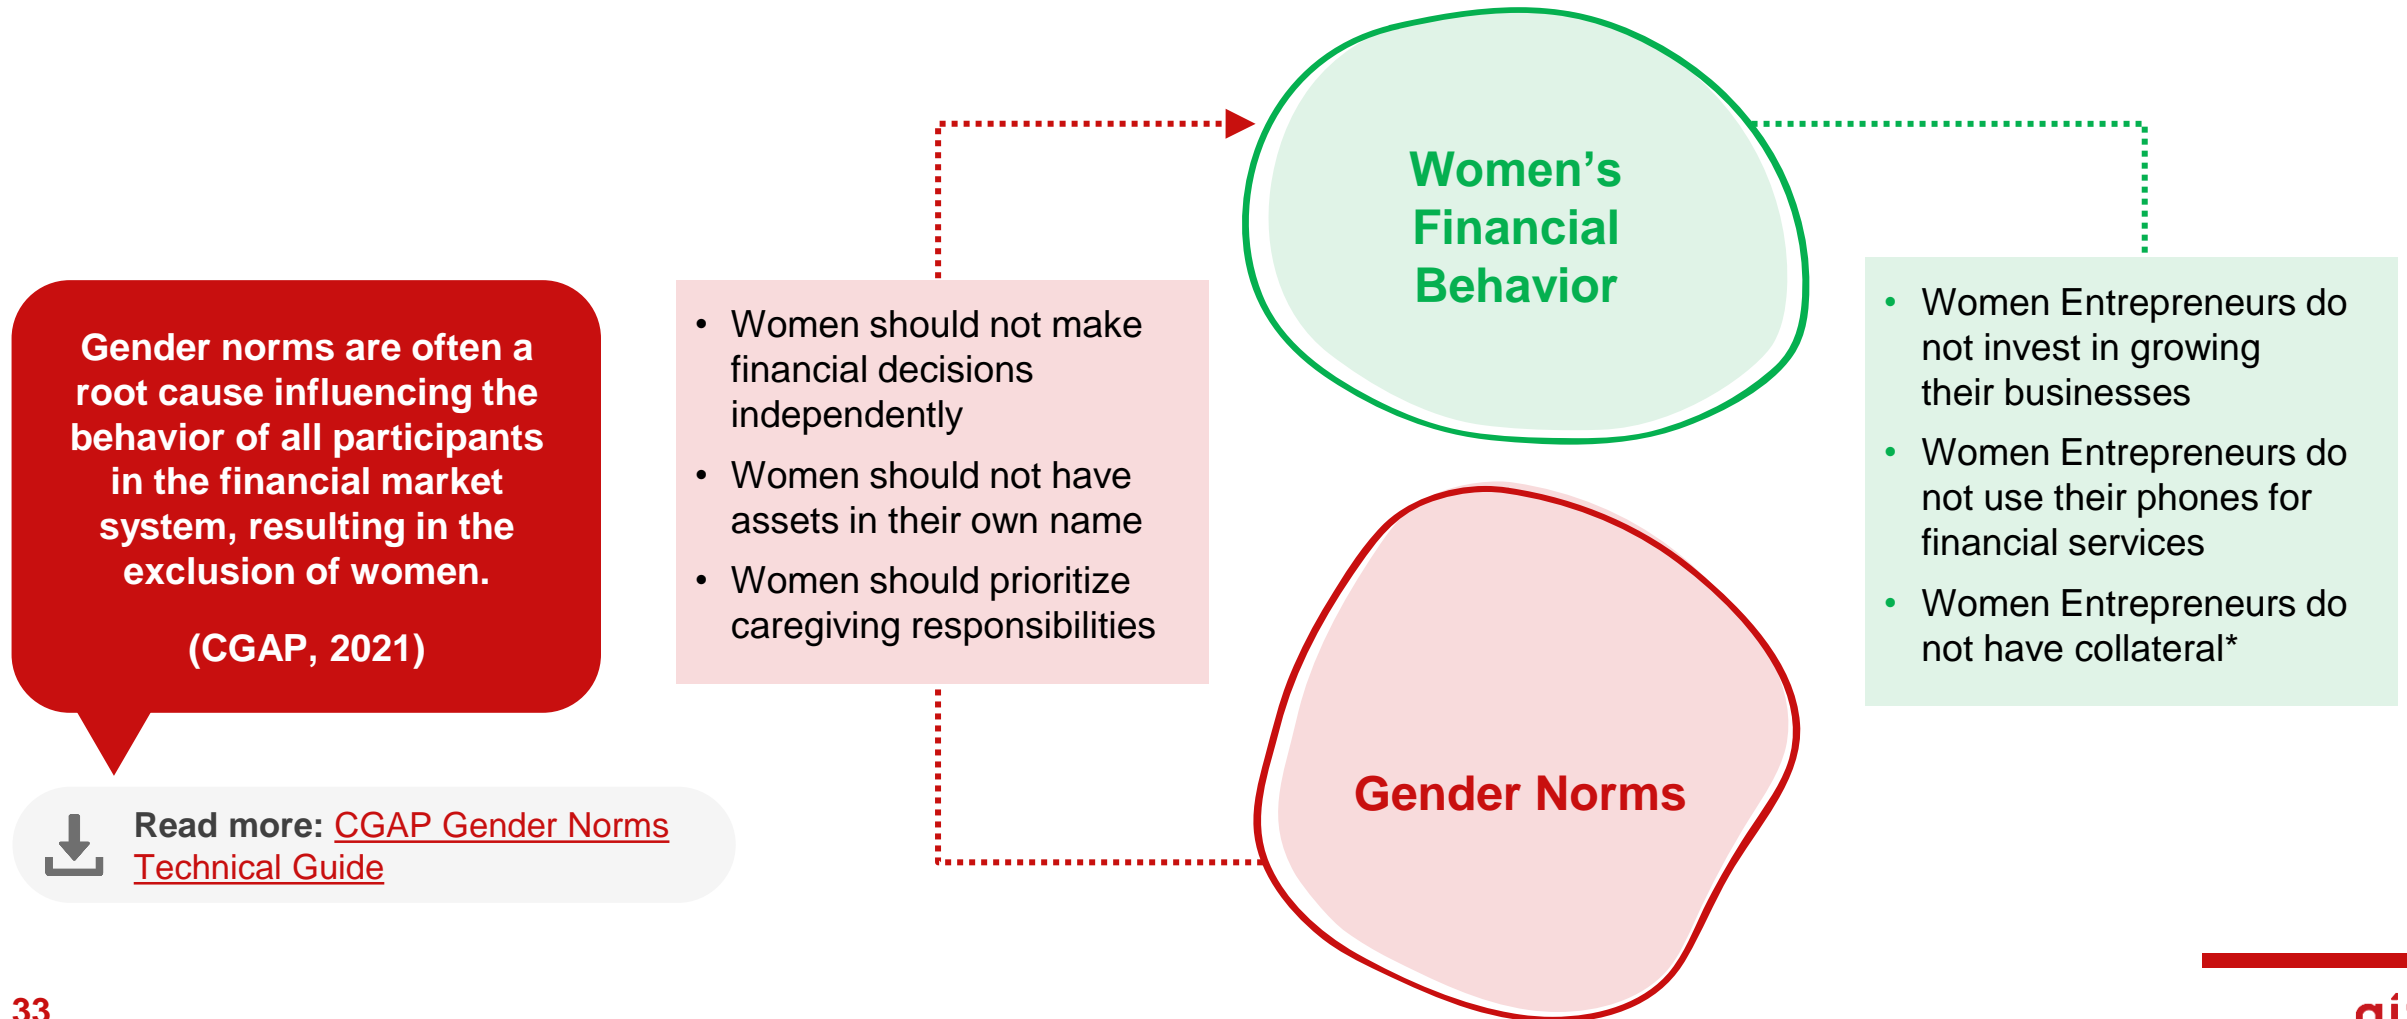 Gender norms are often a
root cause influencing the
behavior of all participants
in the financial market
system, resulting in the
exclusion of women.
(CGAP, 2021)
Read more: CGAP Gender Norms
Technical Guide
• Women should not make
financial decisions
independently
• Women should not have
assets in their own name
• Women should prioritize
caregiving responsibilities
Women’s
Financial
Behavior
Gender Norms
• Women Entrepreneurs do
not invest in growing
their businesses
• Women Entrepreneurs do
not use their phones for
financial services
• Women Entrepreneurs do
not have collateral*
33